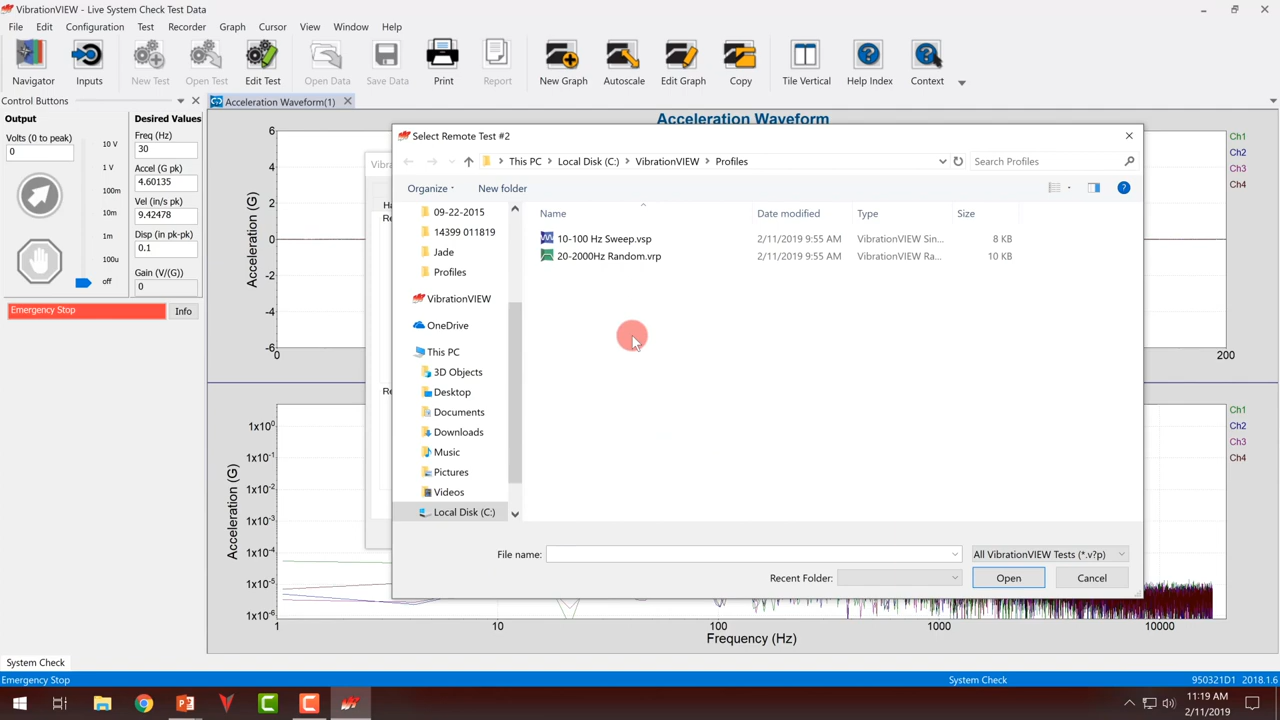 VibrationVIEW - Live System Check Test Data
File Edit Configuration Test Recorder Graph Cursor View Window Help
Navigator Inputs New Test Open Test Edit Test Open Data Save Data Print Report New Graph Autoscale Edit Graph Copy Tile Vertical Help Index Context
Control Buttons
Acceleration Waveform(1)
Output
Desired Values
Volts (0 to peak)
0
10 V
1 V
100m
10m
1m
100u
off
Freq (Hz)
30
Accel (G pk)
4.60135
Vel (in/s pk)
9.42478
Disp (in pk-pk)
0.1
Gain (V/(G))
0
Emergency Stop
Info
Acceleration Waveform
Acceleration (G)
6
4
2
0
-2
-4
-6
0
200
Ch1
Ch2
Ch3
Ch4
Select Remote Test #2
This PC > Local Disk (C:) > VibrationVIEW > Profiles
Search Profiles
Organize
New folder
09-22-2015
14399 011819
Jade
Profiles
VibrationVIEW
OneDrive
This PC
3D Objects
Desktop
Documents
Downloads
Music
Pictures
Videos
Local Disk (C:)
Name Date modified Type Size
10-100 Hz Sweep.vsp 2/11/2019 9:55 AM VibrationVIEW Sin... 8 KB
20-2000Hz Random.vrp 2/11/2019 9:55 AM VibrationVIEW Ra... 10 KB
File name:
All VibrationVIEW Tests (*.v?p)
Recent Folder:
Open
Cancel
Acceleration (G)
1x10⁰
1x10⁻¹
1x10⁻²
1x10⁻³
1x10⁻⁴
1x10⁻⁵
1x10⁻⁶
1 10 100 1000 10000
Frequency (Hz)
Ch1
Ch2
Ch3
Ch4
System Check
Emergency Stop
System Check
950321D1 2018.1.6
11:19 AM
2/11/2019